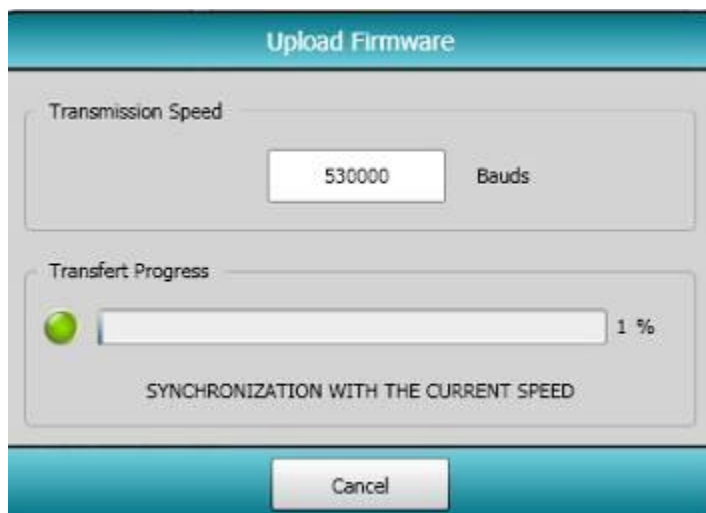 Upload Firmware
Transmission Speed
530000 Bauds
Transfert Progress
1 %
SYNCHRONIZATION WITH THE CURRENT SPEED
Cancel